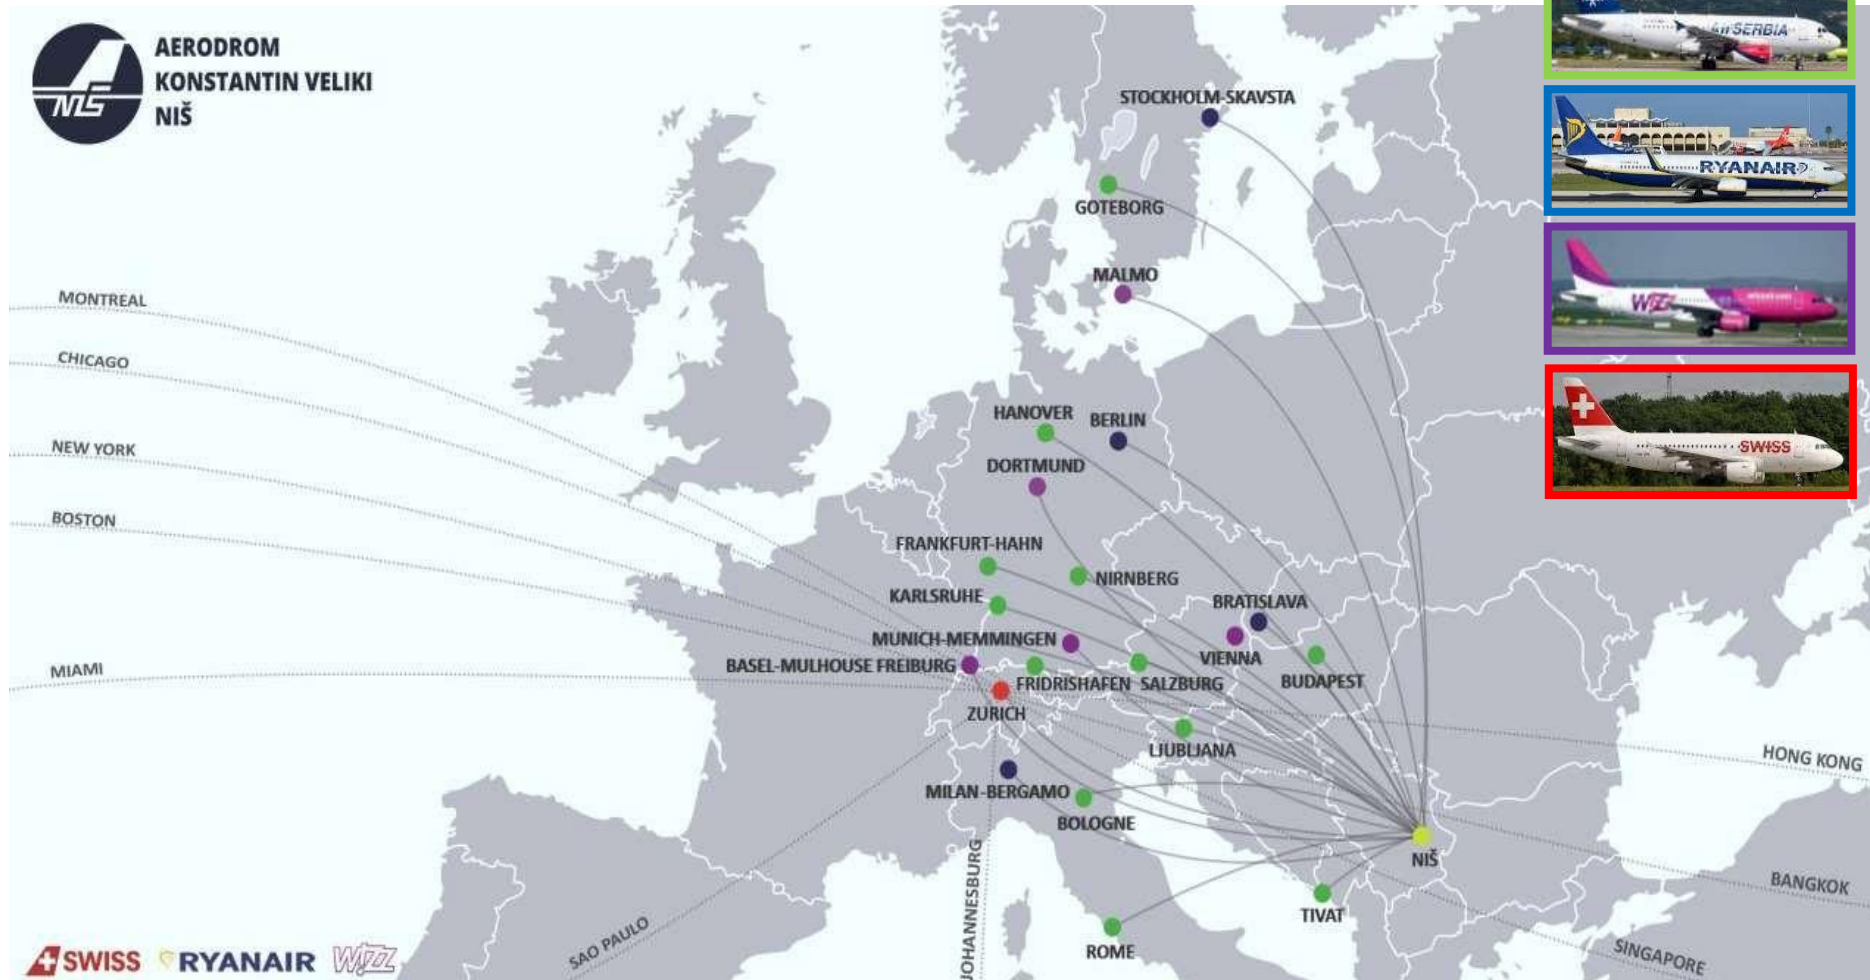 AERODROM
KONSTANTIN VELIKI
NIŠ
NIŠ
AIRSERBIA
RYANAIR
WIZZ
SWISS
STOCKHOLM-SKAVSTA
GOTEBORG
MALMO
MONTREAL
CHICAGO
NEW YORK
BOSTON
MIAMI
HANOVER
BERLIN
DORTMUND
FRANKFURT-HAHN
NIRNBERG
KARLSRUHE
BRATISLAVA
MUNICH-MEMMINGEN
VIENNA
BASEL-MULHOUSE FREIBURG
FRIDRISHAFEN
SALZBURG
BUDAPEST
ZURICH
LJUBLJANA
HONG KONG
MILAN-BERGAMO
BOLOGNE
NIŠ
BANGKOK
TIVAT
ROME
JOHANNESBURG
SAO PAULO
SINGAPORE
SWISS
RYANAIR
WIZZ